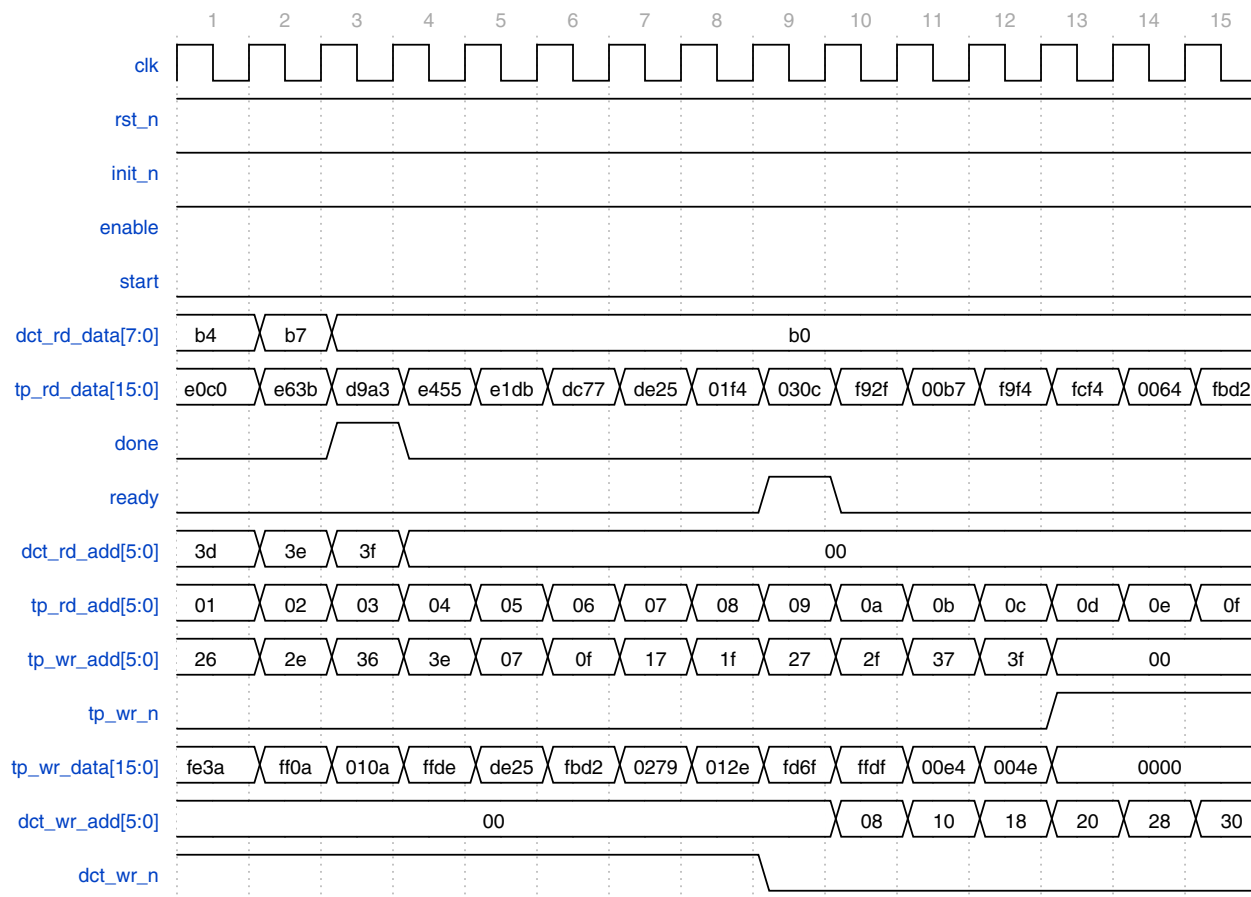 1 2 3 4 5 6 7 8 9 10 11 12 13 14 15
clk
rst_n
init_n
enable
start
dct_rd_data[7:0] b4 b7 b0
tp_rd_data[15:0] e0c0 e63b d9a3 e455 e1db dc77 de25 01f4 030c f92f 00b7 f9f4 fcf4 0064 fbd2
done
ready
dct_rd_add[5:0] 3d 3e 3f 00
tp_rd_add[5:0] 01 02 03 04 05 06 07 08 09 0a 0b 0c 0d 0e 0f
tp_wr_add[5:0] 26 2e 36 3e 07 0f 17 1f 27 2f 37 3f 00
tp_wr_n
tp_wr_data[15:0] fe3a ff0a 010a ffde de25 fbd2 0279 012e fd6f ffdf 00e4 004e 0000
dct_wr_add[5:0] 00 08 10 18 20 28 30
dct_wr_n